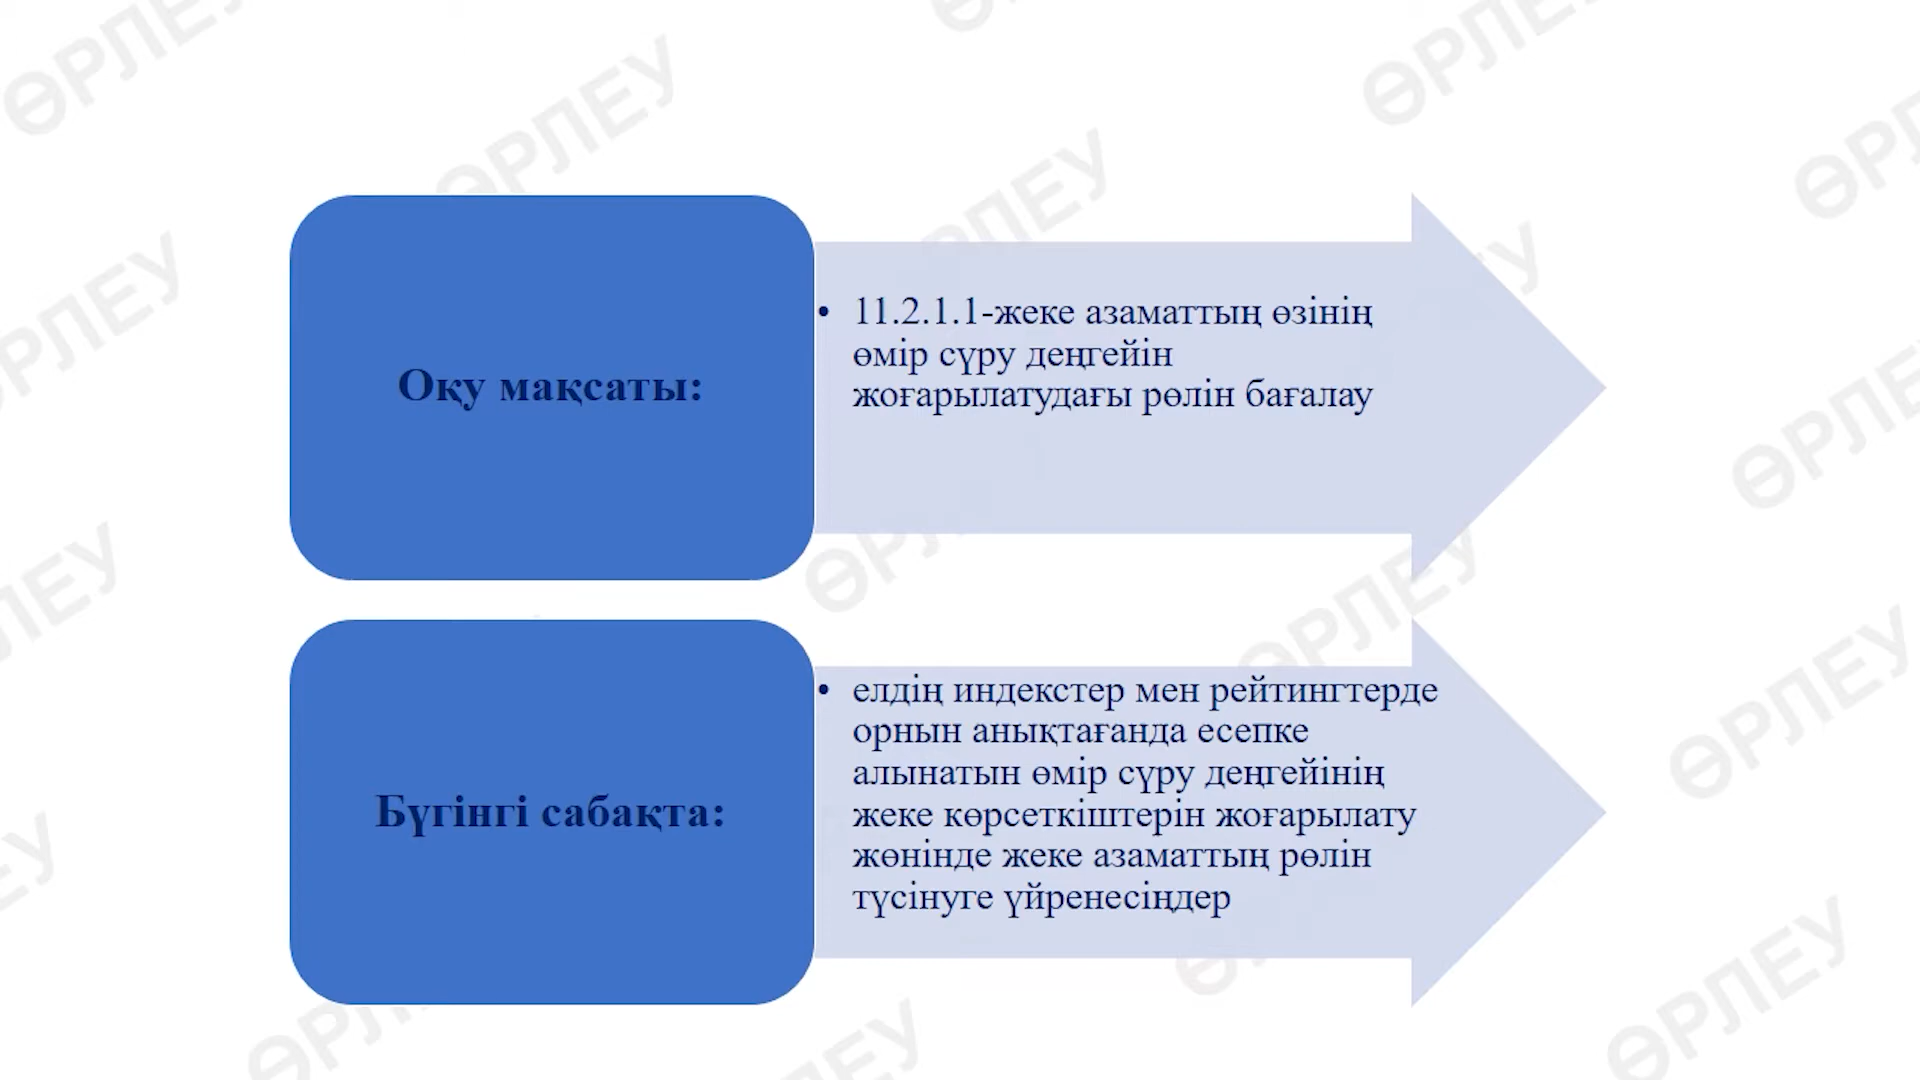 Оқу мақсаты:
• 11.2.1.1-жеке азаматтың өзінің
өмір сүру деңгейін
жоғарылатудағы рөлін бағалау
Бүгінгі сабақта:
• елдің индекстер мен рейтингтерде
орнын анықтағанда есепке
алынатын өмір сүру деңгейінің
жеке көрсеткіштерін жоғарылату
жөнінде жеке азаматтың рөлін
түсінуге үйренесіңдер
ӨРЛЕУ